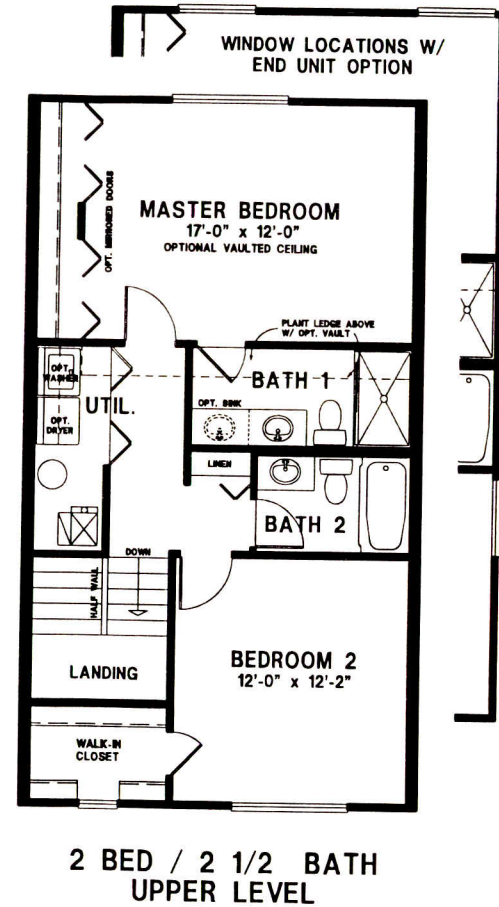 WINDOW LOCATIONS W/
END UNIT OPTION
OPT. MIRRORED DOORS
MASTER BEDROOM
17'-0" x 12'-0"
OPTIONAL VAULTED CEILING
PLANT LEDGE ABOVE
W/ OPT. VAULT
OPT.
WASHER
BATH 1
UTIL.
OPT. SINK
OPT.
DRYER
LINEN
BATH 2
DOWN
HALF WALL
BEDROOM 2
12'-0" x 12'-2"
LANDING
WALK-IN
CLOSET
2 BED / 2 1/2 BATH
UPPER LEVEL